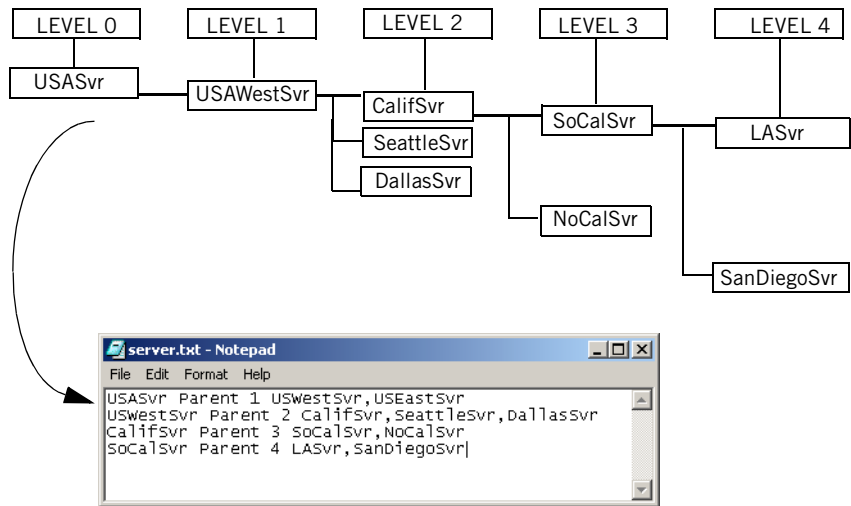 LEVEL 0
LEVEL 1
LEVEL 2
LEVEL 3
LEVEL 4
USASvr
USAWestSvr
CalifSvr
SoCalSvr
LASvr
SeattleSvr
DallasSvr
NoCalSvr
SanDiegoSvr
server.txt - Notepad
File Edit Format Help
USASvr Parent 1 USWestSvr,USEastSvr
USWestSvr Parent 2 CalifSvr,SeattleSvr,DallasSvr
CalifSvr Parent 3 SoCalSvr,NoCalSvr
SoCalSvr Parent 4 LASvr,SanDiegoSvr